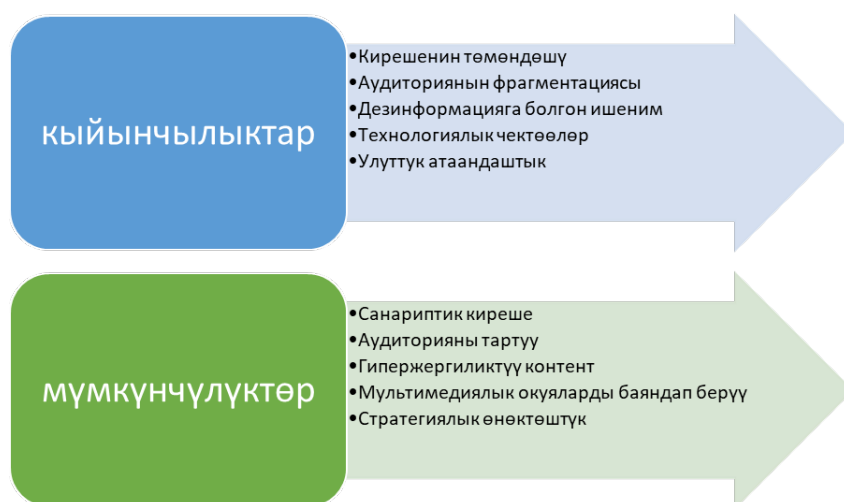 кыйынчылыктар
•Кирешенин төмөндөшү
•Аудиториянын фрагментациясы
•Дезинформацияга болгон ишеним
•Технологиялык чектөөлөр
•Улуттук атаандаштык
мүмкүнчүлүктөр
•Санариптик киреше
•Аудиторияны тартуу
•Гипержергиликтүү контент
•Мультимедиялык окуяларды баяндап берүү
•Стратегиялык өнөктөштүк